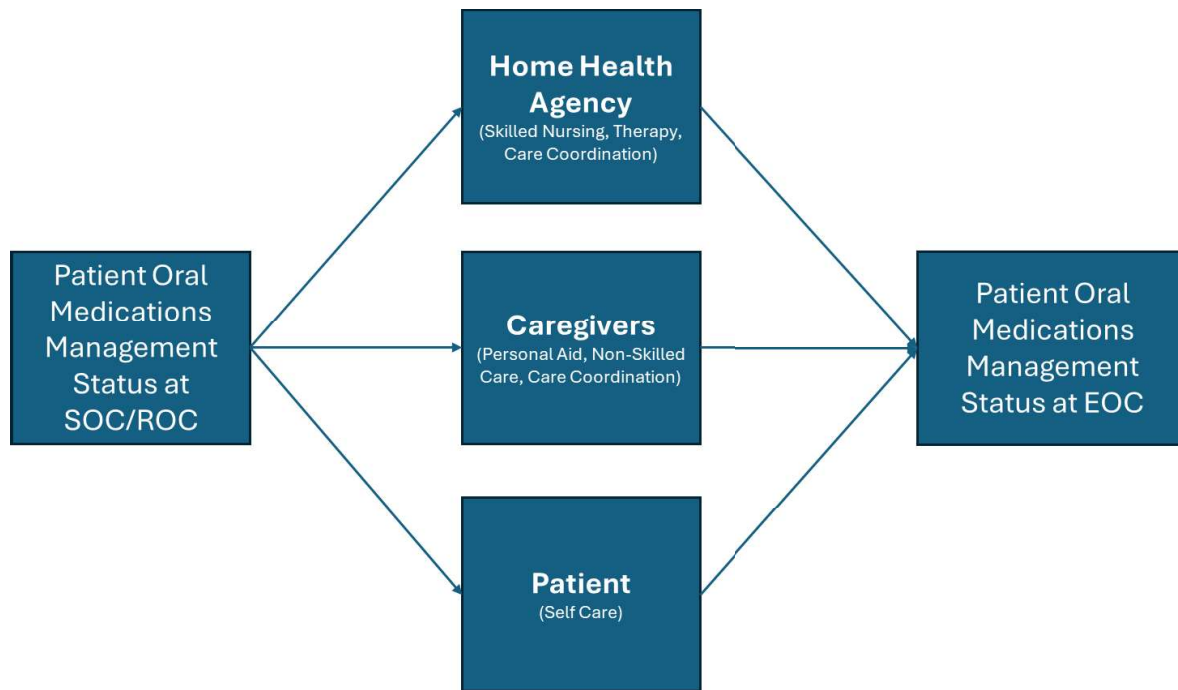 Home Health
Agency
(Skilled Nursing, Therapy,
Care Coordination)
Patient Oral
Medications
Management
Status at
SOC/ROC
Caregivers
(Personal Aid, Non-Skilled
Care, Care Coordination)
Patient Oral
Medications
Management
Status at EOC
Patient
(Self Care)